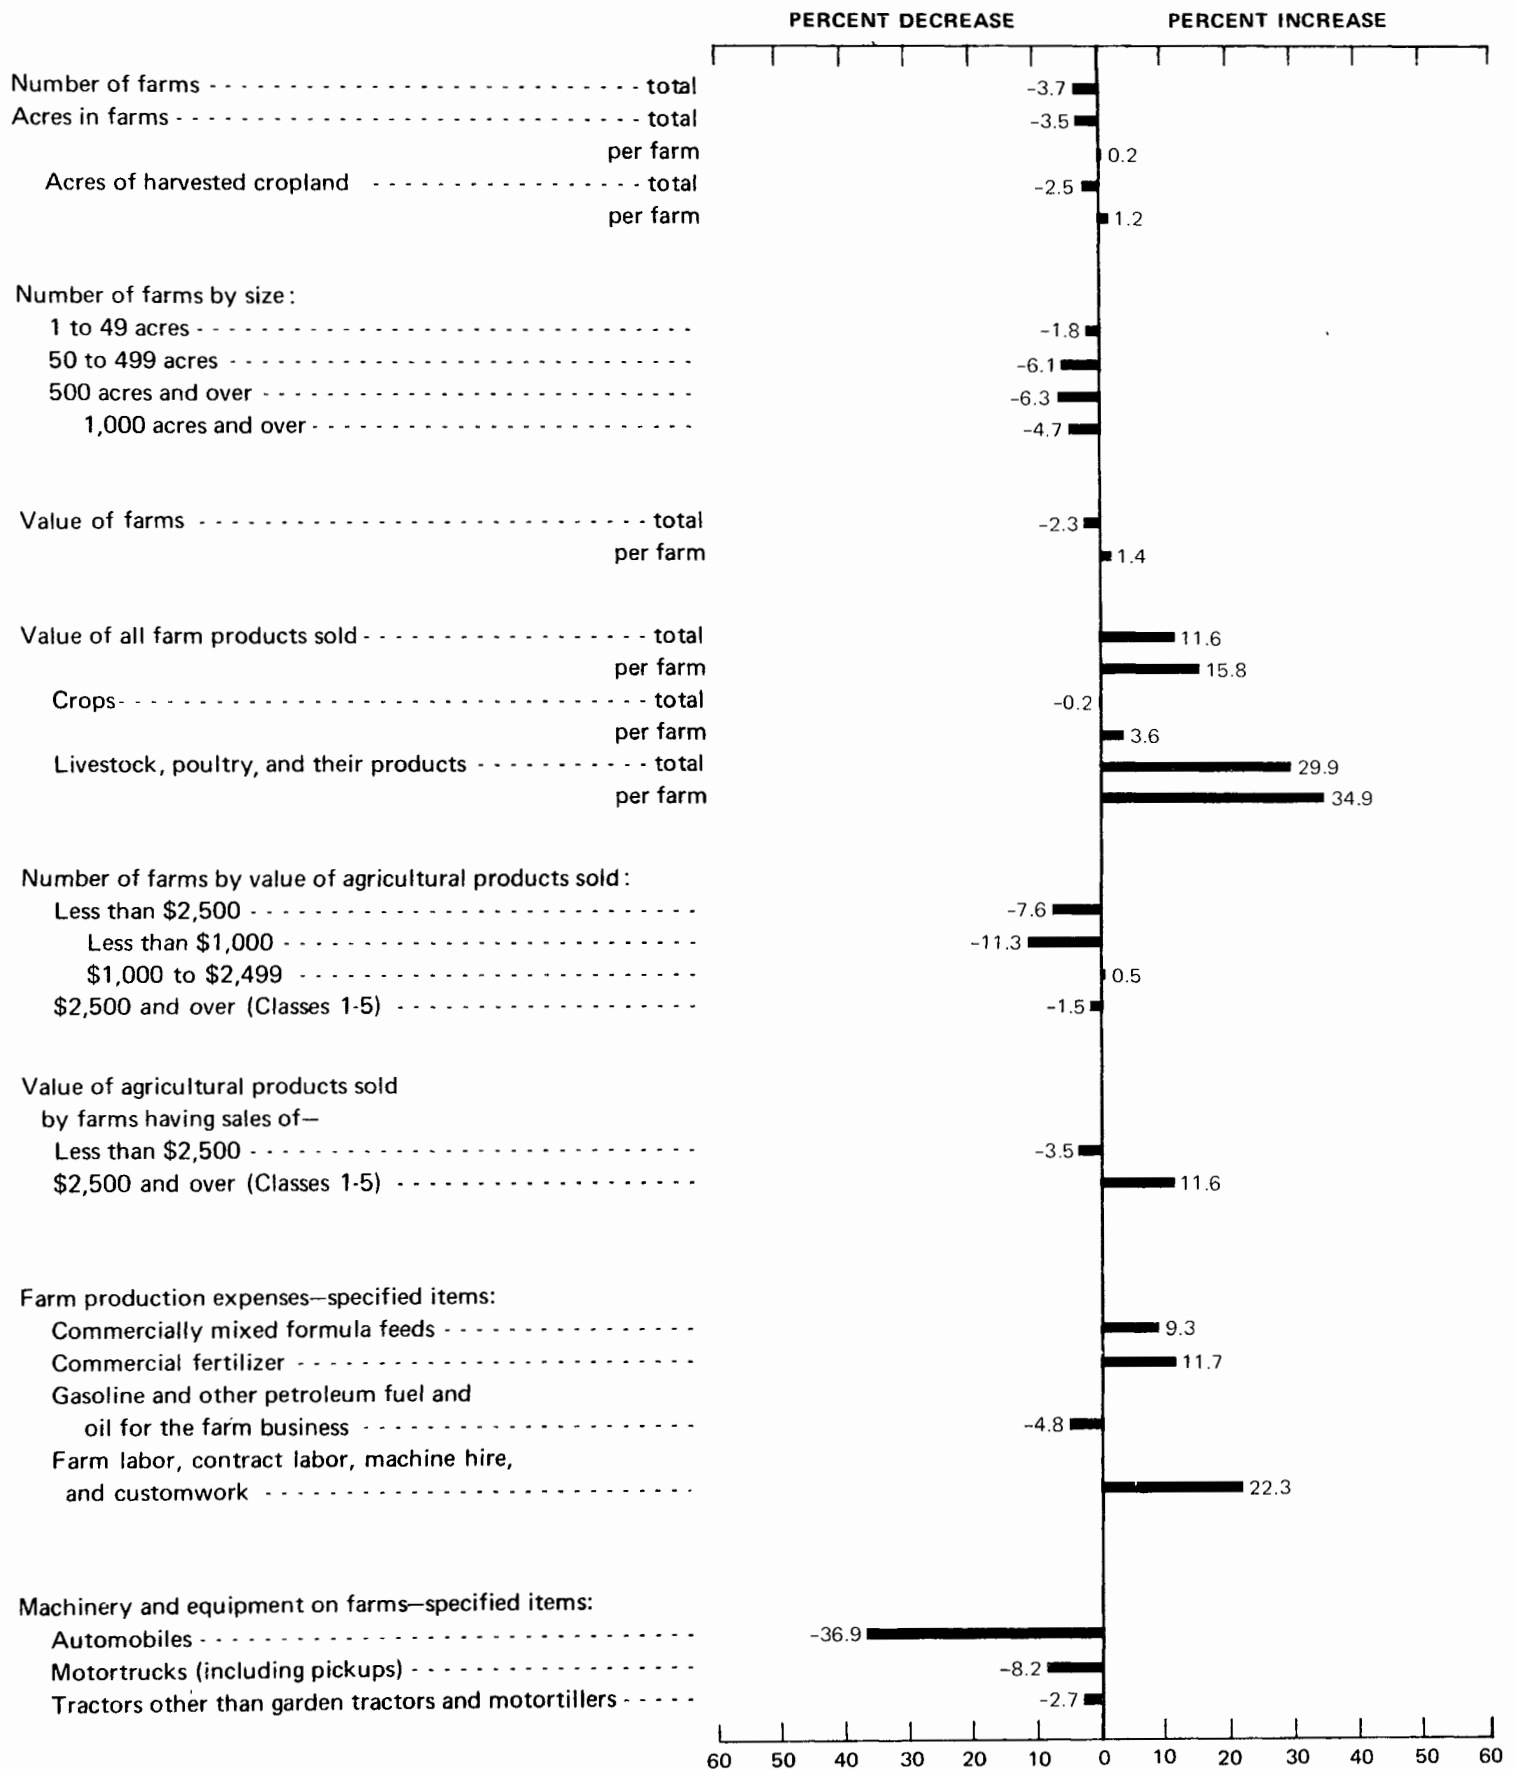 PERCENT DECREASE PERCENT INCREASE
Number of farms - - - - - - - - - - - - - - - - - - - - - - - - - - - total -3.7
Acres in farms - - - - - - - - - - - - - - - - - - - - - - - - - - - - - total -3.5
per farm 0.2
Acres of harvested cropland - - - - - - - - - - - - - - - - - total -2.5
per farm 1.2
Number of farms by size:
1 to 49 acres - - - - - - - - - - - - - - - - - - - - - - - - - - - - - - -1.8
50 to 499 acres - - - - - - - - - - - - - - - - - - - - - - - - - - - - -6.1
500 acres and over - - - - - - - - - - - - - - - - - - - - - - - - - - -6.3
1,000 acres and over - - - - - - - - - - - - - - - - - - - - - - - -4.7
Value of farms - - - - - - - - - - - - - - - - - - - - - - - - - - - - total -2.3
per farm 1.4
Value of all farm products sold - - - - - - - - - - - - - - - - - - total 11.6
per farm 15.8
Crops - - - - - - - - - - - - - - - - - - - - - - - - - - - - - - - - - total -0.2
per farm 3.6
Livestock, poultry, and their products - - - - - - - - - - - total 29.9
per farm 34.9
Number of farms by value of agricultural products sold:
Less than $2,500 - - - - - - - - - - - - - - - - - - - - - - - - - - - -7.6
Less than $1,000 - - - - - - - - - - - - - - - - - - - - - - - - - -11.3
$1,000 to $2,499 - - - - - - - - - - - - - - - - - - - - - - - - - 0.5
$2,500 and over (Classes 1-5) - - - - - - - - - - - - - - - - - - -1.5
Value of agricultural products sold
by farms having sales of—
Less than $2,500 - - - - - - - - - - - - - - - - - - - - - - - - - - - -3.5
$2,500 and over (Classes 1-5) - - - - - - - - - - - - - - - - - - 11.6
Farm production expenses—specified items:
Commercially mixed formula feeds - - - - - - - - - - - - - - - 9.3
Commercial fertilizer - - - - - - - - - - - - - - - - - - - - - - - - 11.7
Gasoline and other petroleum fuel and
oil for the farm business - - - - - - - - - - - - - - - - - - - - -4.8
Farm labor, contract labor, machine hire,
and customwork - - - - - - - - - - - - - - - - - - - - - - - - - - 22.3
Machinery and equipment on farms—specified items:
Automobiles - - - - - - - - - - - - - - - - - - - - - - - - - - - - - - -36.9
Motortrucks (including pickups) - - - - - - - - - - - - - - - - - -8.2
Tractors other than garden tractors and motortillers - - - - - -2.7
60 50 40 30 20 10 0 10 20 30 40 50 60